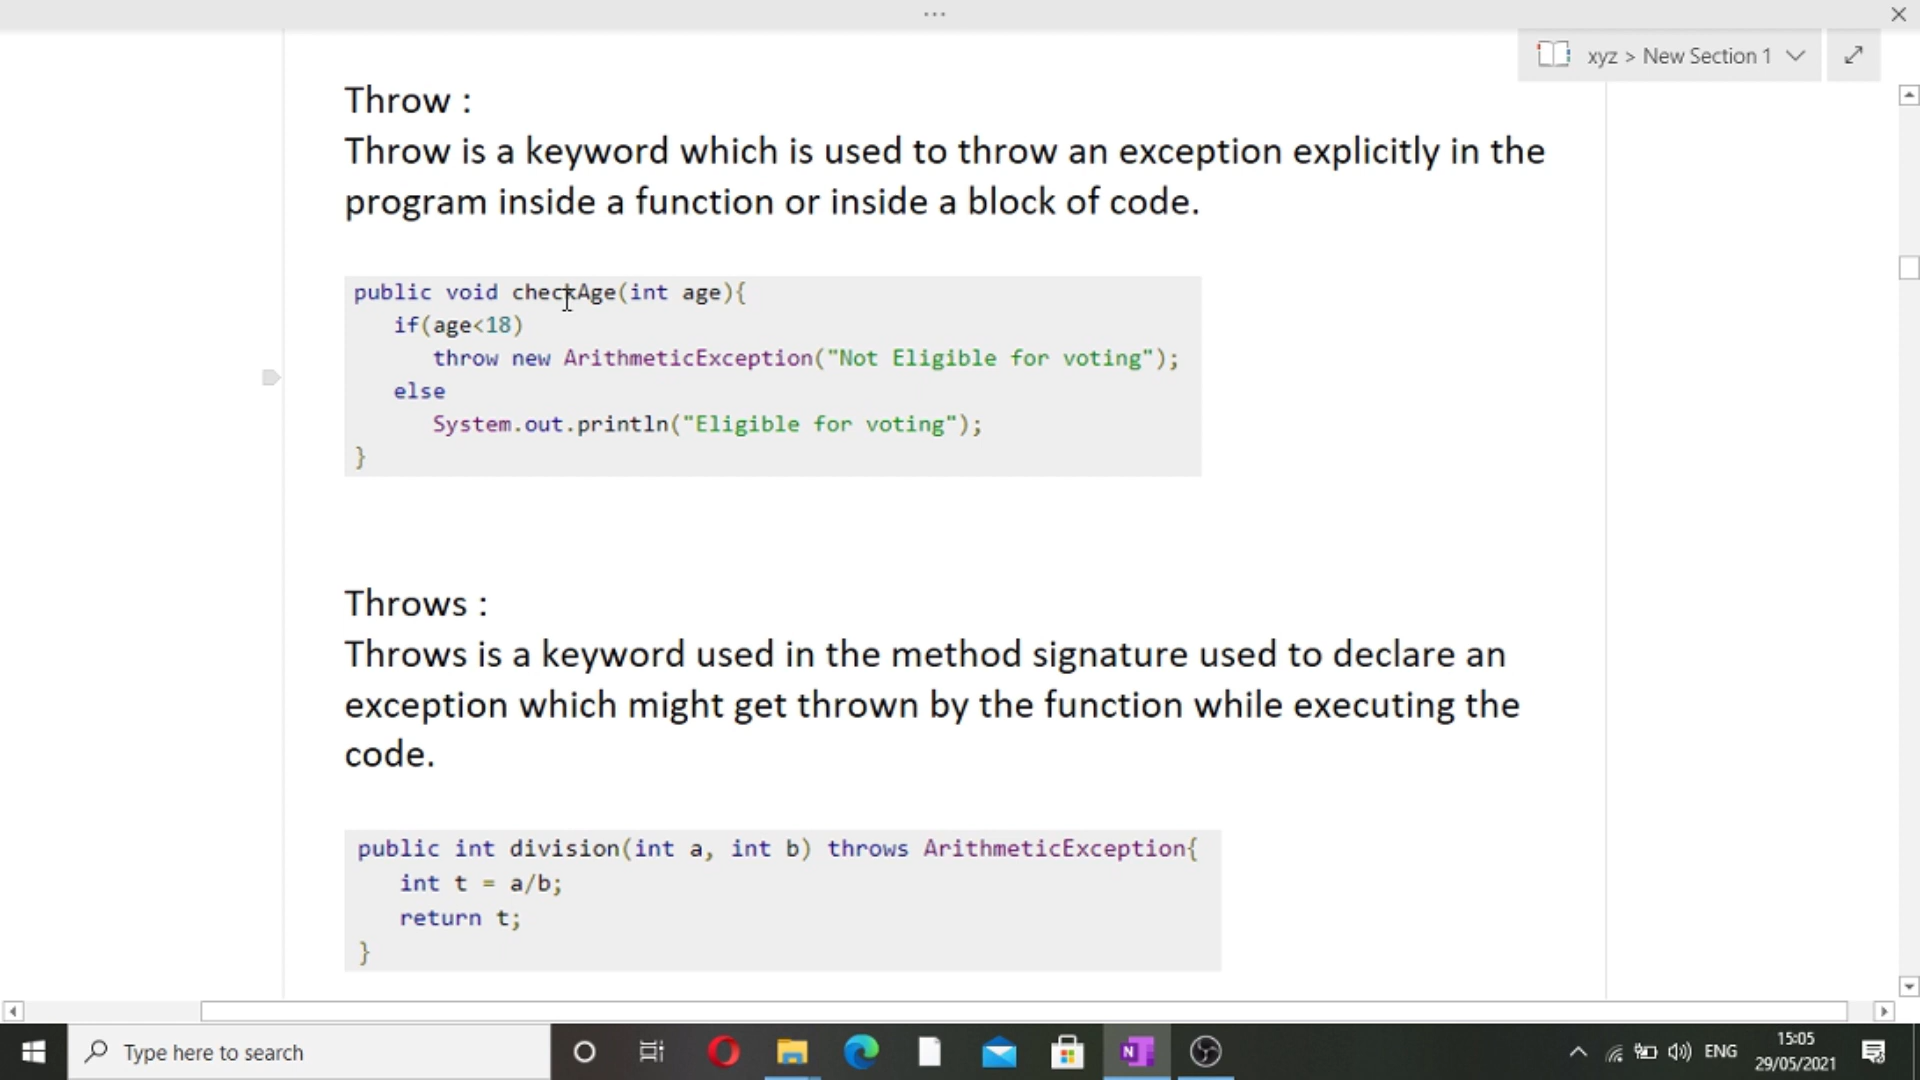 ...
xyz > New Section 1
Throw :
Throw is a keyword which is used to throw an exception explicitly in the
program inside a function or inside a block of code.
public void checkAge(int age){
if(age<18)
throw new ArithmeticException("Not Eligible for voting");
else
System.out.println("Eligible for voting");
}
Throws :
Throws is a keyword used in the method signature used to declare an
exception which might get thrown by the function while executing the
code.
public int division(int a, int b) throws ArithmeticException{
int t = a/b;
return t;
}
Type here to search
N
ENG
15:05
29/05/2021